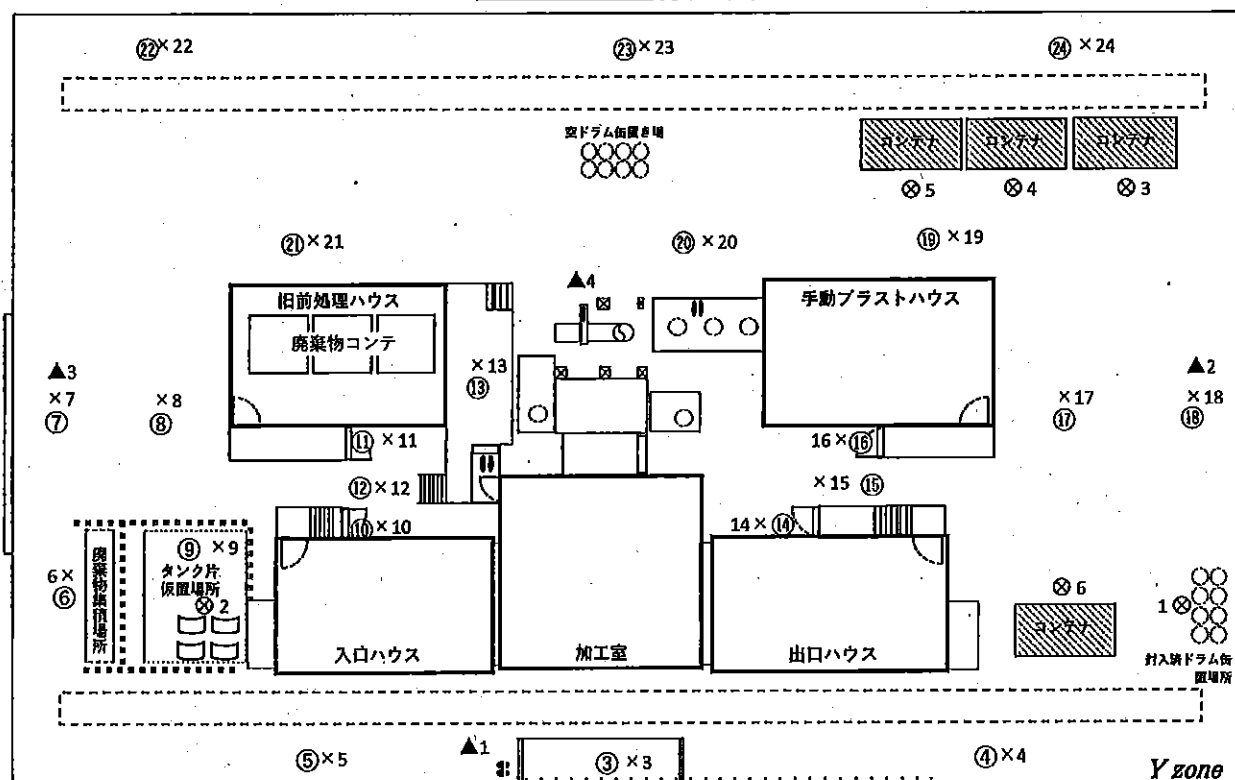 ㉒×22 ㉓×23 ㉔×24
空ドラム缶置き場
コンテナ コンテナ コンテナ
⊗5 ⊗4 ⊗3
㉑×21 ⑳×20 ⑲×19
▲4
旧前処理ハウス
手動ブラストハウス
廃棄物コンテ
×13
⑬
▲3
▲2
×7 ×8 ×17 ×18
⑦ ⑧ ⑰ ⑱
⑪×11 16×⑯
⑫×12 ×15 ⑮
⑩×10 14×⑭
⑨ ×9
タンク片
仮置場所
⊗2
6×
⑥
廃棄物集積場所
⊗6
1⊗
コンテナ
入口ハウス 加工室 出口ハウス
封入済ドラム缶
置場所
⑤×5 ▲1 ③×3 ④×4
Y zone